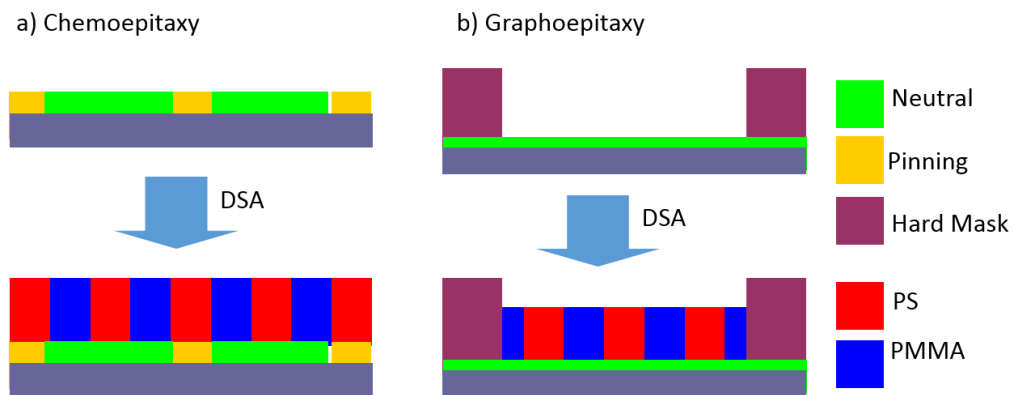 a) Chemoepitaxy
b) Graphoepitaxy
DSA
DSA
Neutral
Pinning
Hard Mask
PS
PMMA